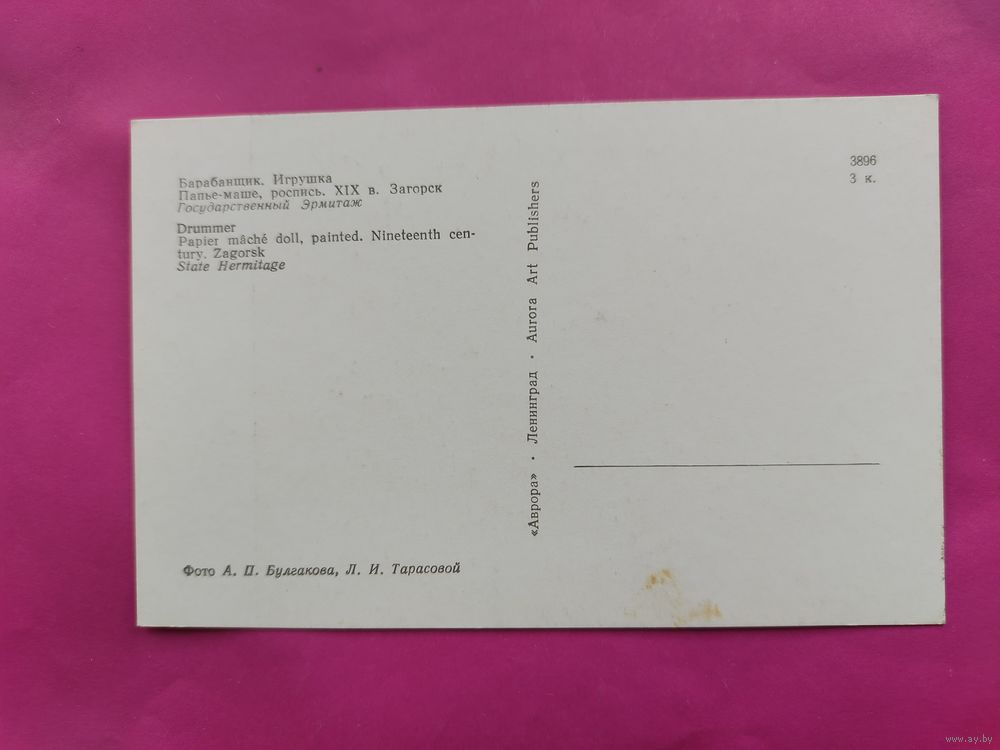 Барабанщик. Игрушка
Папье-маше, роспись. XIX в. Загорск
Государственный Эрмитаж
Drummer
Papier mâché doll, painted. Nineteenth cen-
tury. Zagorsk
State Hermitage
Фото А. П. Булгакова, Л. И. Тарасовой
«Аврора» · Ленинград · Aurora Art Publishers
3896
3 к.
www.ay.by